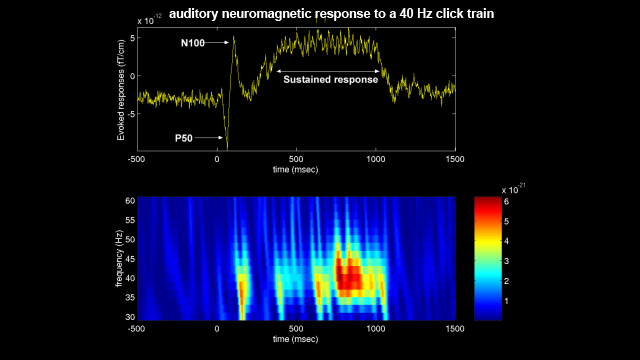 auditory neuromagnetic response to a 40 Hz click train
x 10^-12
5
0
-5
Evoked responses (fT/cm)
N100
Sustained response
P50
-500 0 500 1000 1500
time (msec)
60
55
50
45
40
35
30
frequency (Hz)
-500 0 500 1000 1500
time (msec)
x 10^-21
6
5
4
3
2
1